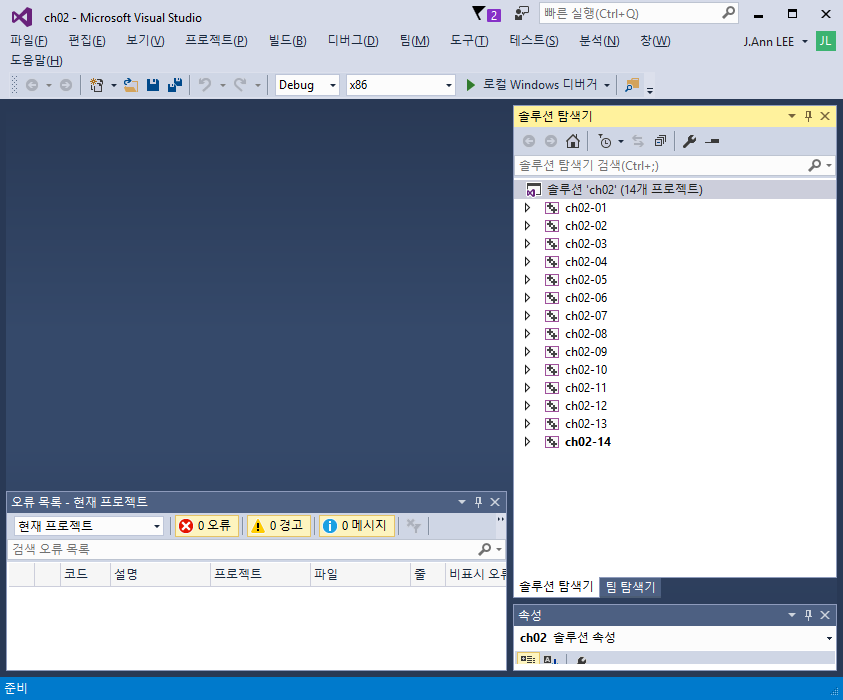 ch02 - Microsoft Visual Studio
2
빠른 실행(Ctrl+Q)
파일(F) 편집(E) 보기(V) 프로젝트(P) 빌드(B) 디버그(D) 팀(M) 도구(T) 테스트(S) 분석(N) 창(W)
J.Ann LEE
JL
도움말(H)
Debug x86 로컬 Windows 디버거
솔루션 탐색기
솔루션 탐색기 검색(Ctrl+;)
솔루션 'ch02' (14개 프로젝트)
ch02-01
ch02-02
ch02-03
ch02-04
ch02-05
ch02-06
ch02-07
ch02-08
ch02-09
ch02-10
ch02-11
ch02-12
ch02-13
ch02-14
솔루션 탐색기 팀 탐색기
오류 목록 - 현재 프로젝트
현재 프로젝트 0 오류 0 경고 0 메시지
검색 오류 목록
코드 설명 프로젝트 파일 줄 비표시 오류
속성
ch02 솔루션 속성
준비